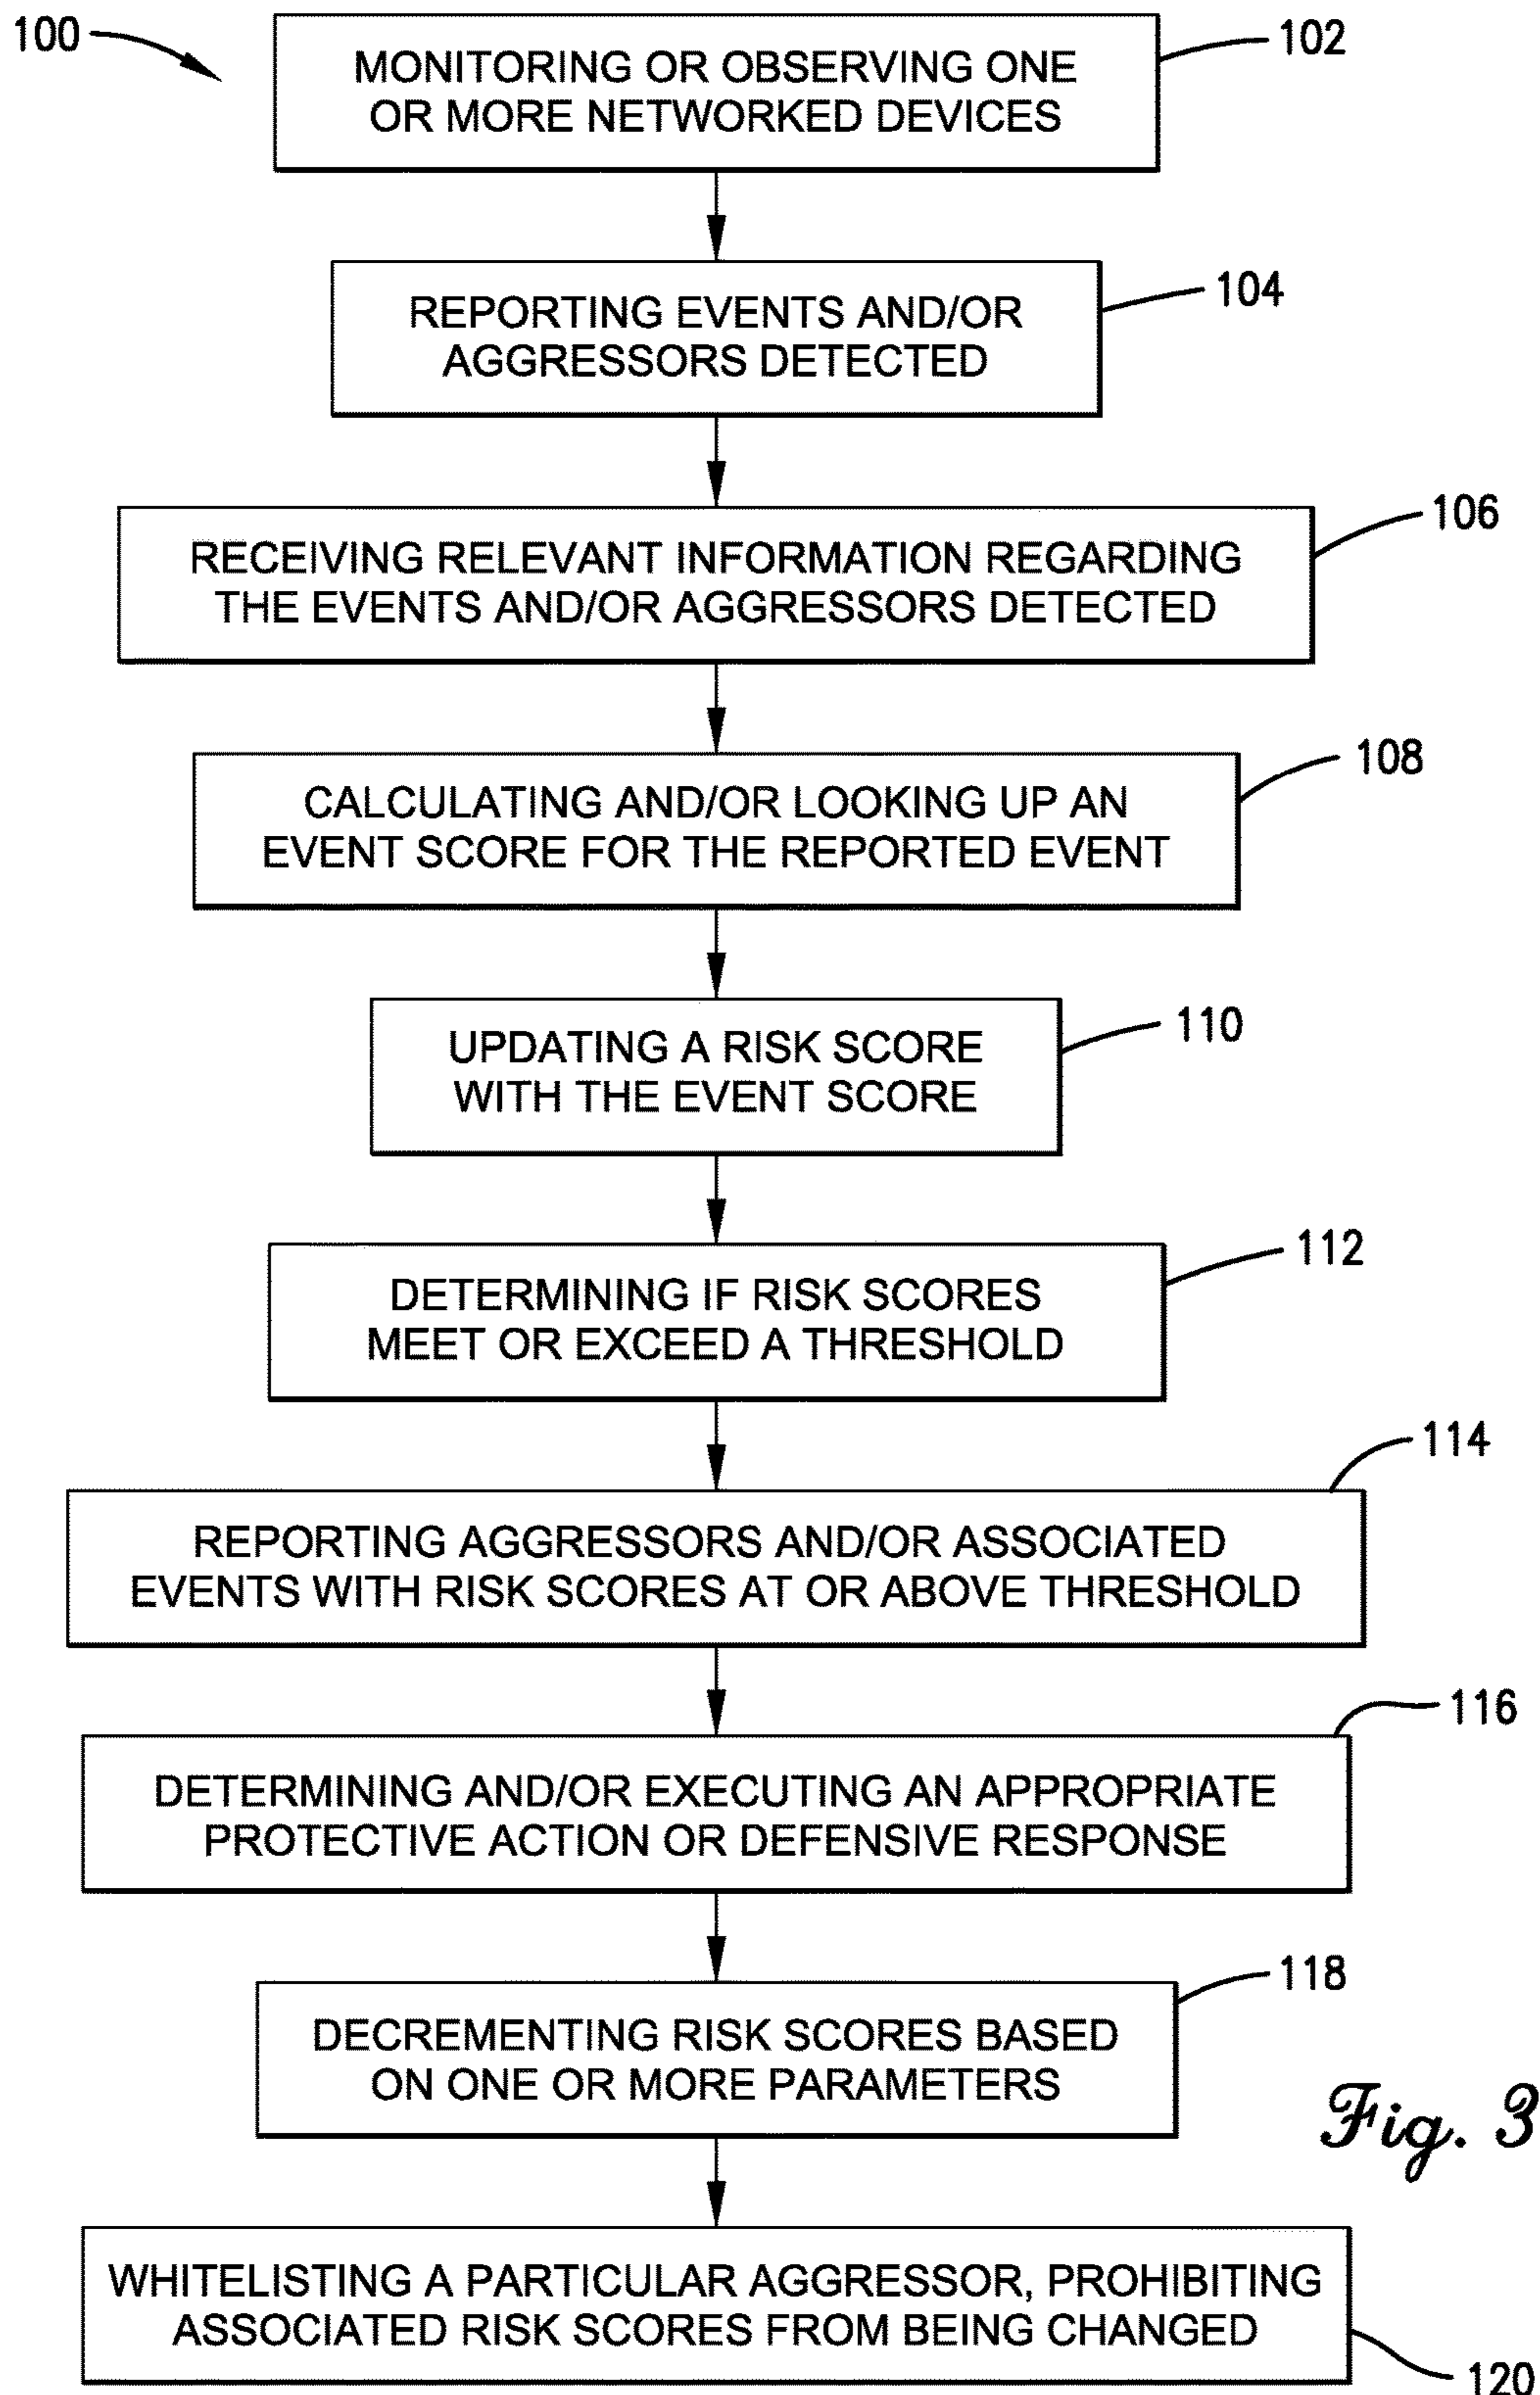 100
MONITORING OR OBSERVING ONE
OR MORE NETWORKED DEVICES
102
REPORTING EVENTS AND/OR
AGGRESSORS DETECTED
104
RECEIVING RELEVANT INFORMATION REGARDING
THE EVENTS AND/OR AGGRESSORS DETECTED
106
CALCULATING AND/OR LOOKING UP AN
EVENT SCORE FOR THE REPORTED EVENT
108
UPDATING A RISK SCORE
WITH THE EVENT SCORE
110
DETERMINING IF RISK SCORES
MEET OR EXCEED A THRESHOLD
112
REPORTING AGGRESSORS AND/OR ASSOCIATED
EVENTS WITH RISK SCORES AT OR ABOVE THRESHOLD
114
DETERMINING AND/OR EXECUTING AN APPROPRIATE
PROTECTIVE ACTION OR DEFENSIVE RESPONSE
116
DECREMENTING RISK SCORES BASED
ON ONE OR MORE PARAMETERS
118
Fig. 3
WHITELISTING A PARTICULAR AGGRESSOR, PROHIBITING
ASSOCIATED RISK SCORES FROM BEING CHANGED
120